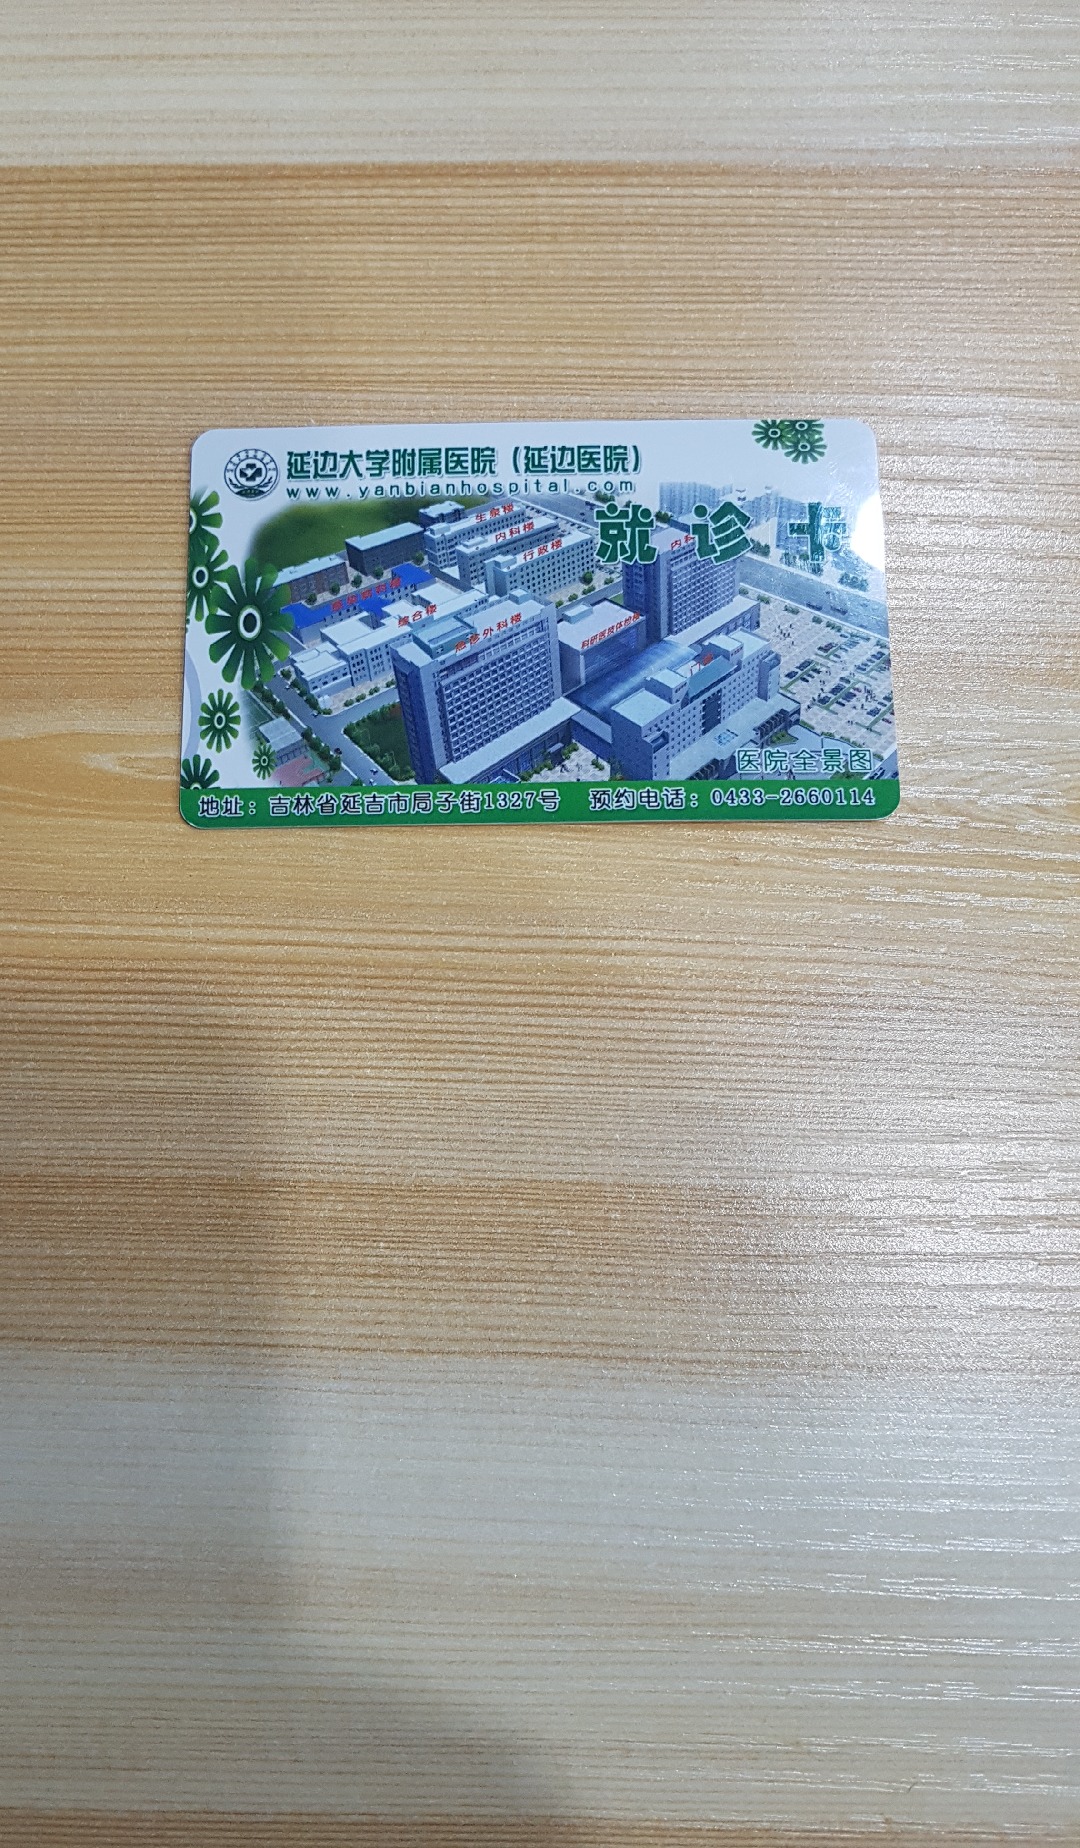 延边大学附属医院（延边医院）
www.yanbianhospital.com
就诊卡
生泉楼
内科楼
行政楼
内科
综合楼
急诊外科楼
科研医技体检楼
门诊
医院全景图
地址：吉林省延吉市局子街1327号 预约电话：0433-2660114